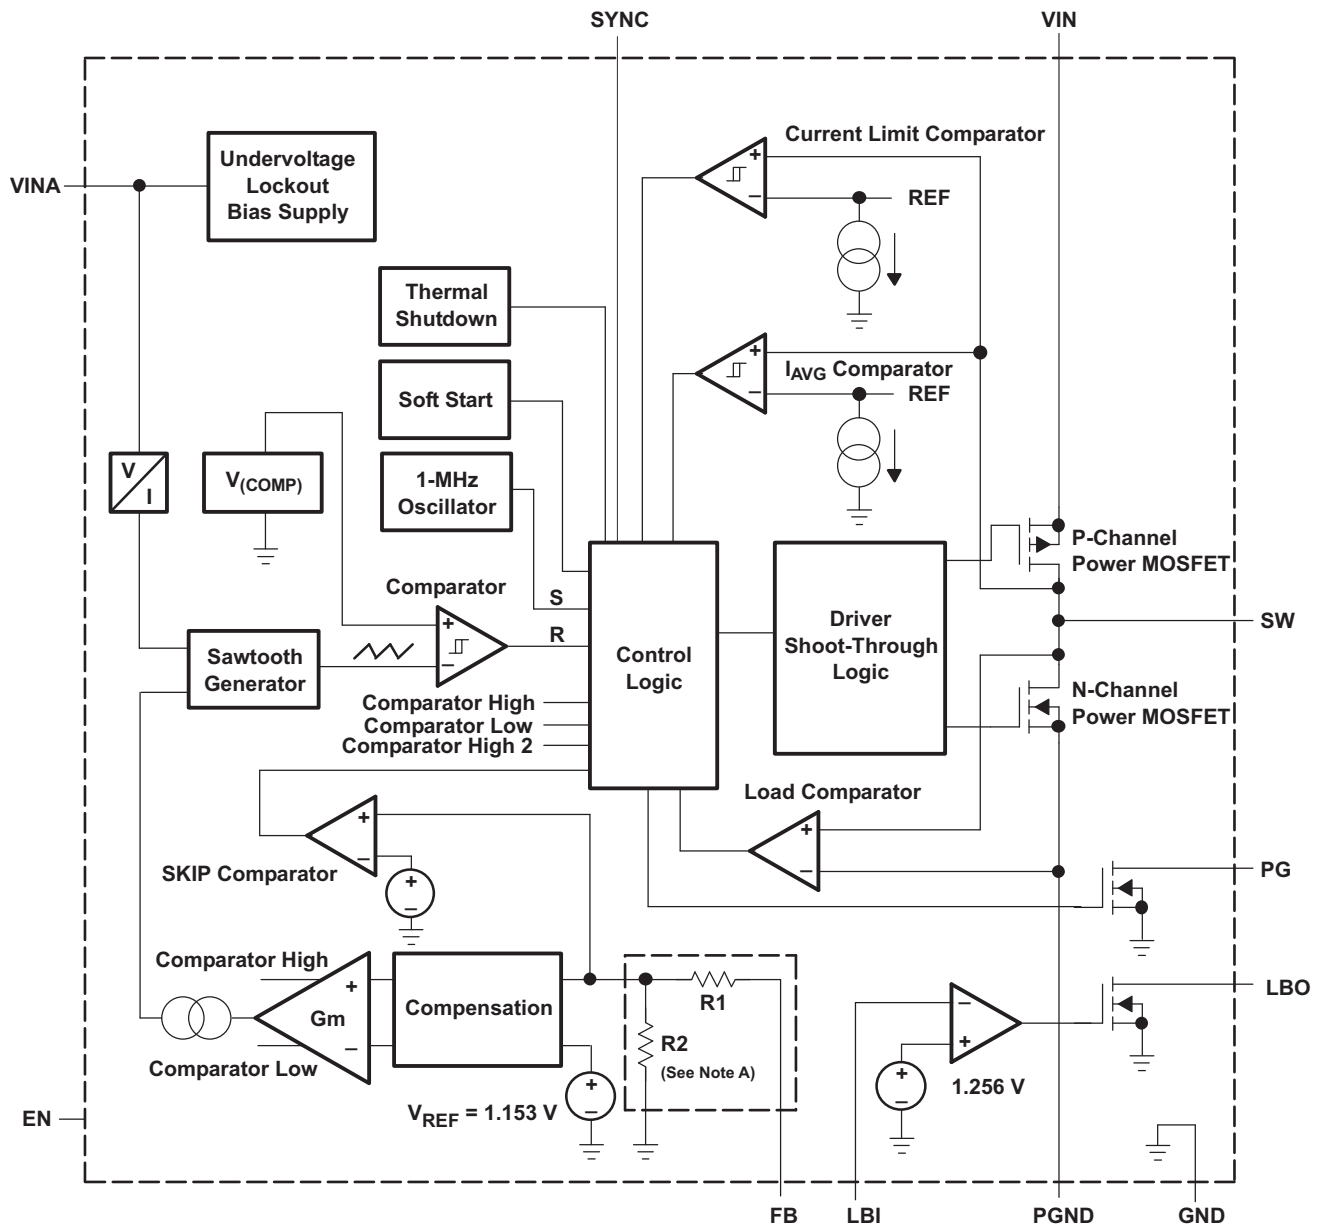 SYNC
VIN
Current Limit Comparator
+
Undervoltage
Lockout
Bias Supply
VINA
−
REF
Thermal
Shutdown
+
IAVG Comparator
Soft Start
−
REF
V
I
V(COMP)
1-MHz
Oscillator
P-Channel
Power MOSFET
Comparator
S
+
R
−
Driver
Shoot-Through
Logic
SW
Sawtooth
Generator
Control
Logic
N-Channel
Power MOSFET
Comparator High
Comparator Low
Comparator High 2
Load Comparator
+
−
+
−
SKIP Comparator
+
−
PG
Comparator High
+
Gm
−
Comparator Low
Compensation
R1
R2
(See Note A)
−
+
LBO
+
−
1.256 V
VREF = 1.153 V
+
−
EN
FB
LBI
PGND
GND